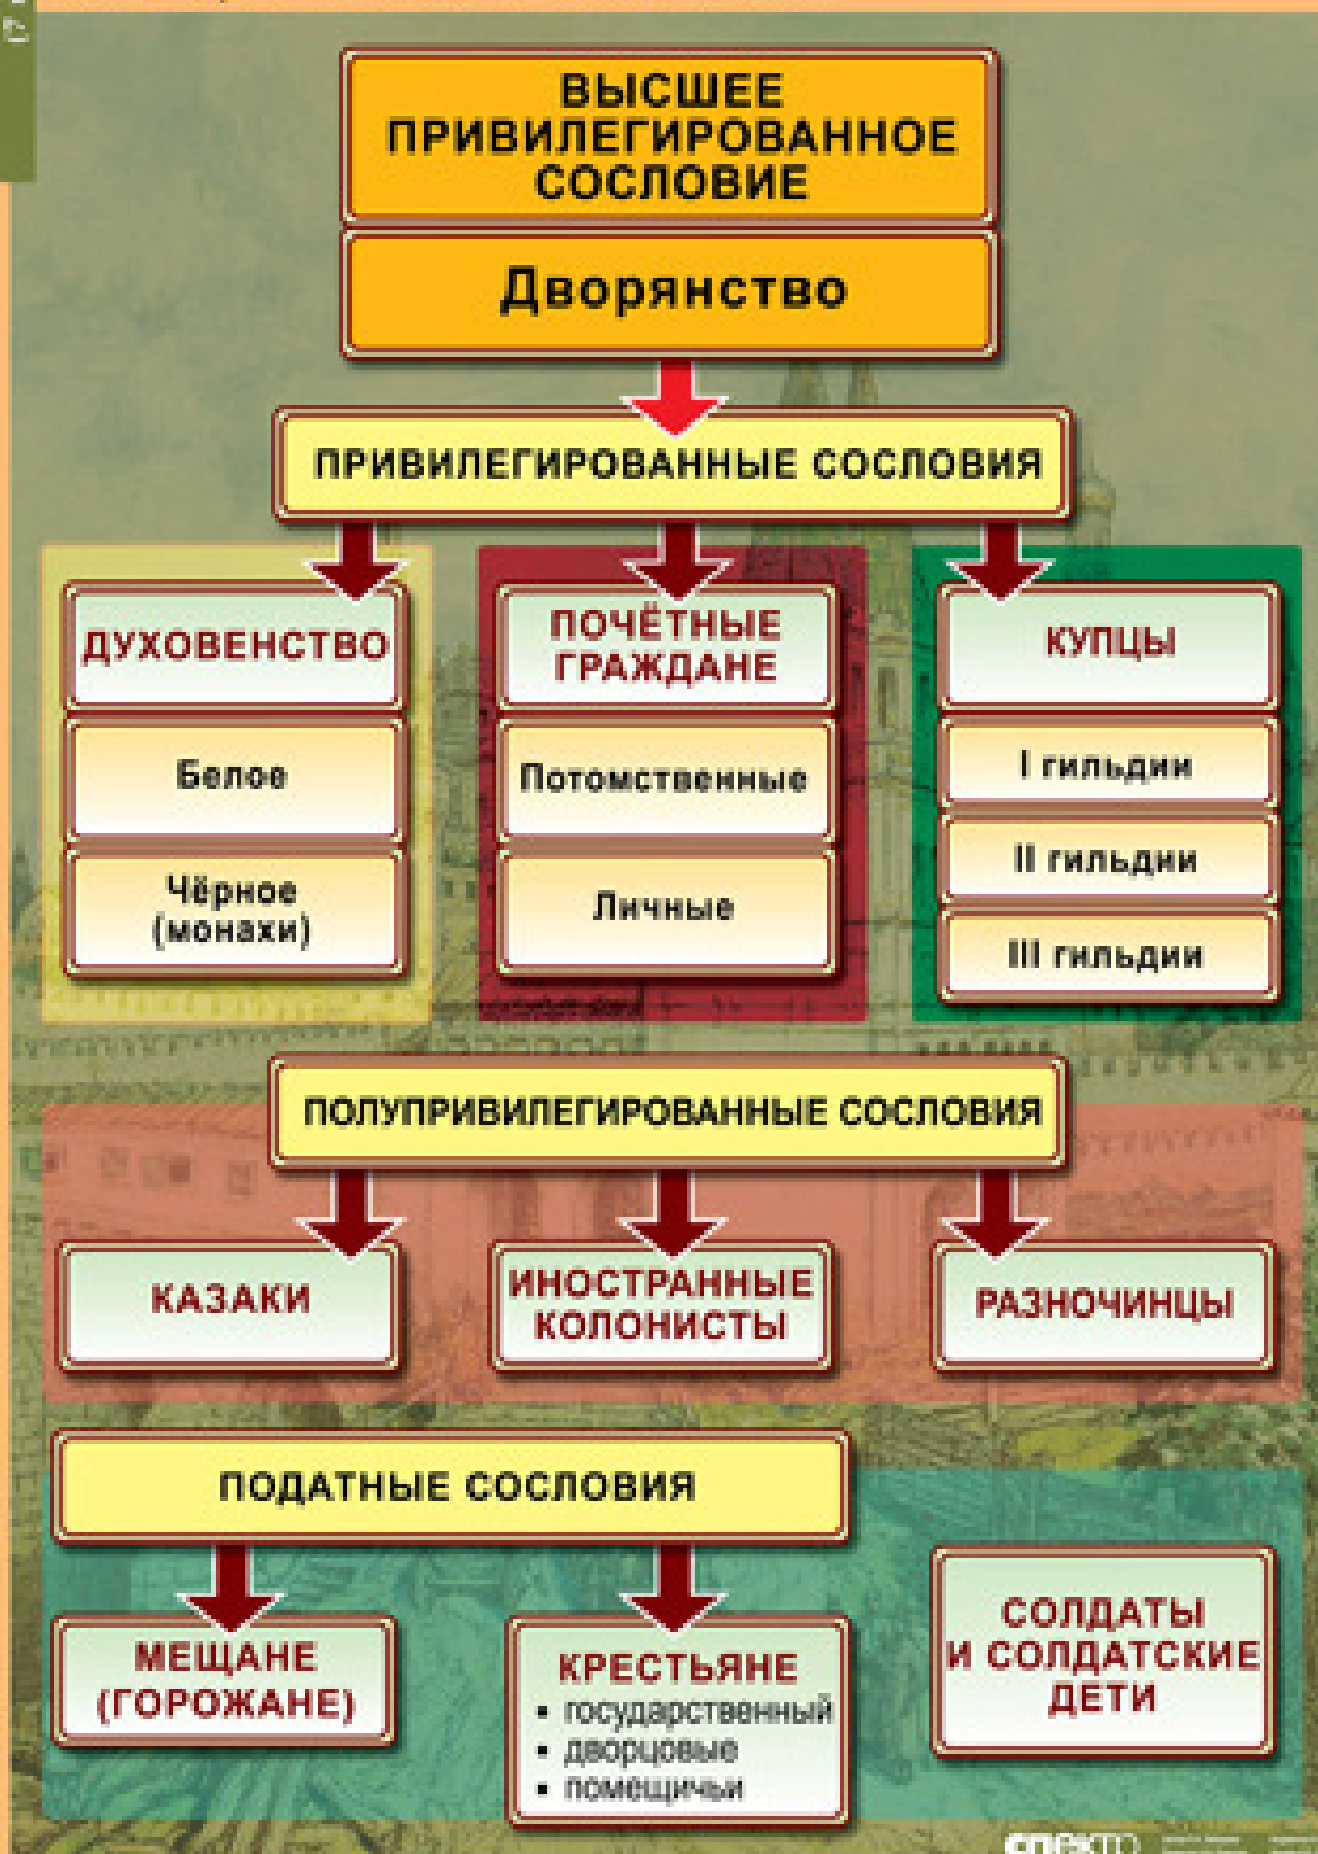 ВЫСШЕЕ
ПРИВИЛЕГИРОВАННОЕ
СОСЛОВИЕ
Дворянство
ПРИВИЛЕГИРОВАННЫЕ СОСЛОВИЯ
ДУХОВЕНСТВО
Белое
Чёрное
(монахи)
ПОЧЁТНЫЕ
ГРАЖДАНЕ
Потомственные
Личные
КУПЦЫ
I гильдии
II гильдии
III гильдии
ПОЛУПРИВИЛЕГИРОВАННЫЕ СОСЛОВИЯ
КАЗАКИ
ИНОСТРАННЫЕ
КОЛОНИСТЫ
РАЗНОЧИНЦЫ
ПОДАТНЫЕ СОСЛОВИЯ
МЕЩАНЕ
(ГОРОЖАНЕ)
КРЕСТЬЯНЕ
• государственный
• дворцовые
• помещичьи
СОЛДАТЫ
И СОЛДАТСКИЕ
ДЕТИ